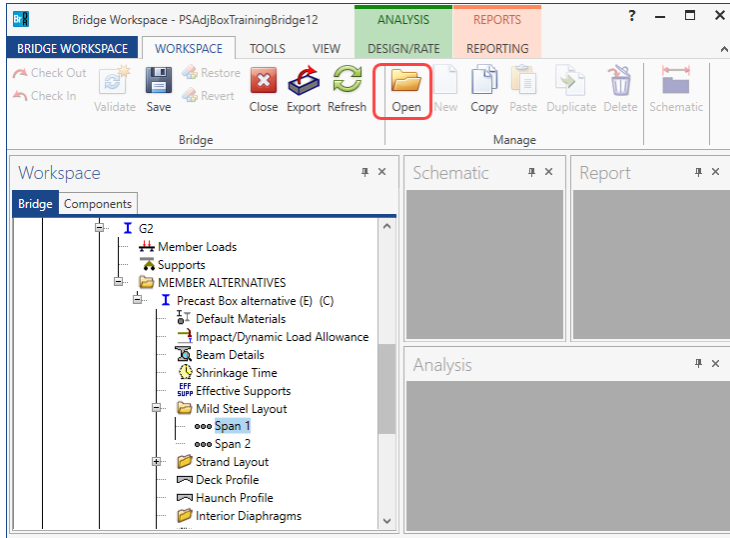 Br Bridge Workspace - PSAdjBoxTrainingBridge12 ANALYSIS REPORTS ?
BRIDGE WORKSPACE WORKSPACE TOOLS VIEW DESIGN/RATE REPORTING
Check Out
Check In
Validate
Save
Restore
Revert
Close
Export
Refresh
Open
New
Copy
Paste
Duplicate
Delete
Schematic
Bridge Manage
Workspace
Schematic
Report
Bridge Components
G2
Member Loads
Supports
MEMBER ALTERNATIVES
Precast Box alternative (E) (C)
Default Materials
Impact/Dynamic Load Allowance
Beam Details
Shrinkage Time
EFF SUPP Effective Supports
Mild Steel Layout
Span 1
Span 2
Strand Layout
Deck Profile
Haunch Profile
Interior Diaphragms
Analysis